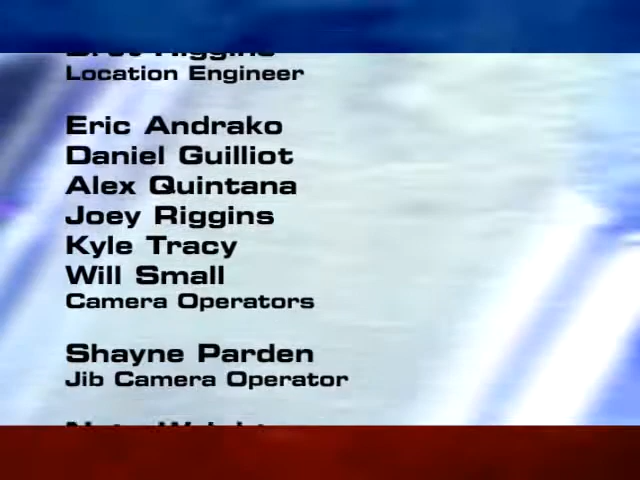 Riggins
Location Engineer
Eric Andrako
Daniel Guilliot
Alex Quintana
Joey Riggins
Kyle Tracy
Will Small
Camera Operators
Shayne Parden
Jib Camera Operator